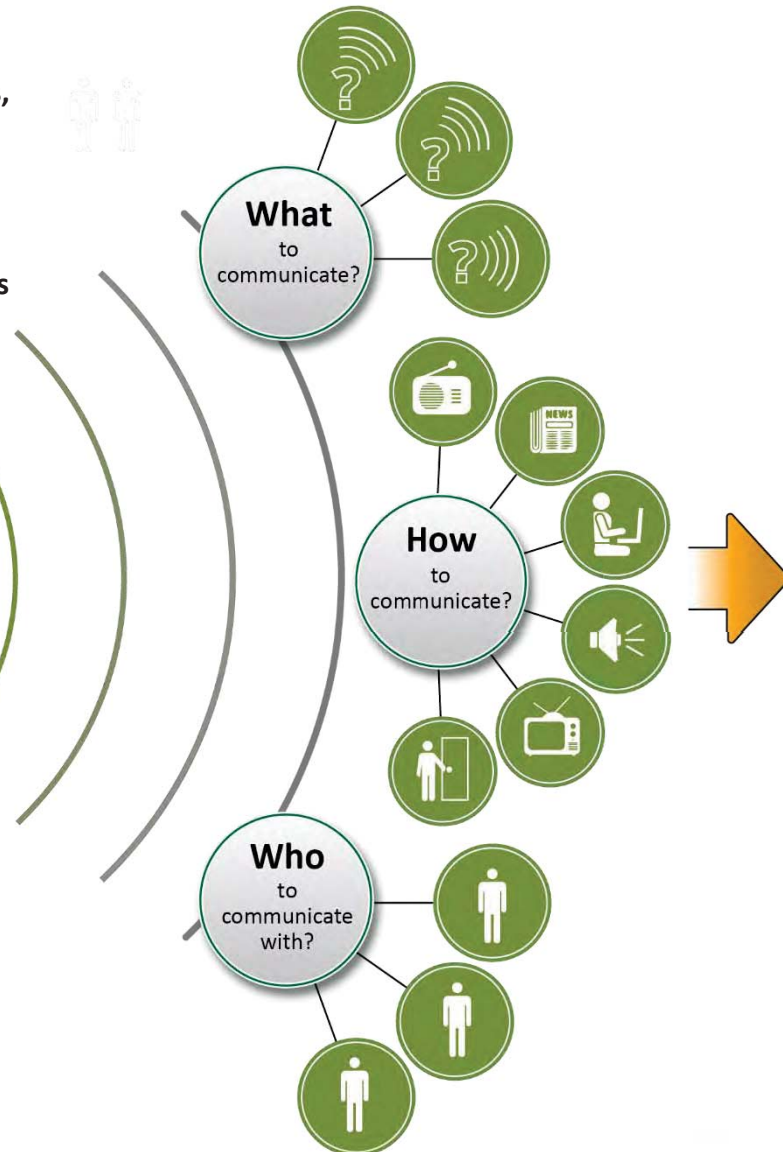 ,
What
to
communicate?
s
NEWS
How
to
communicate?
Who
to
communicate
with?